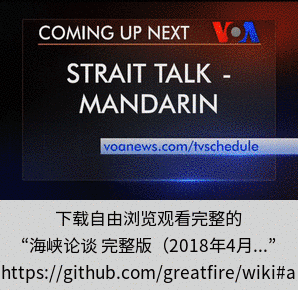 COMING UP NEXT VOA
STRAIT TALK -
MANDARIN
voanews.com/tvschedule
下载自由浏览观看完整的
“海峡论谈 完整版（2018年4月...”
https://github.com/greatfire/wiki#a